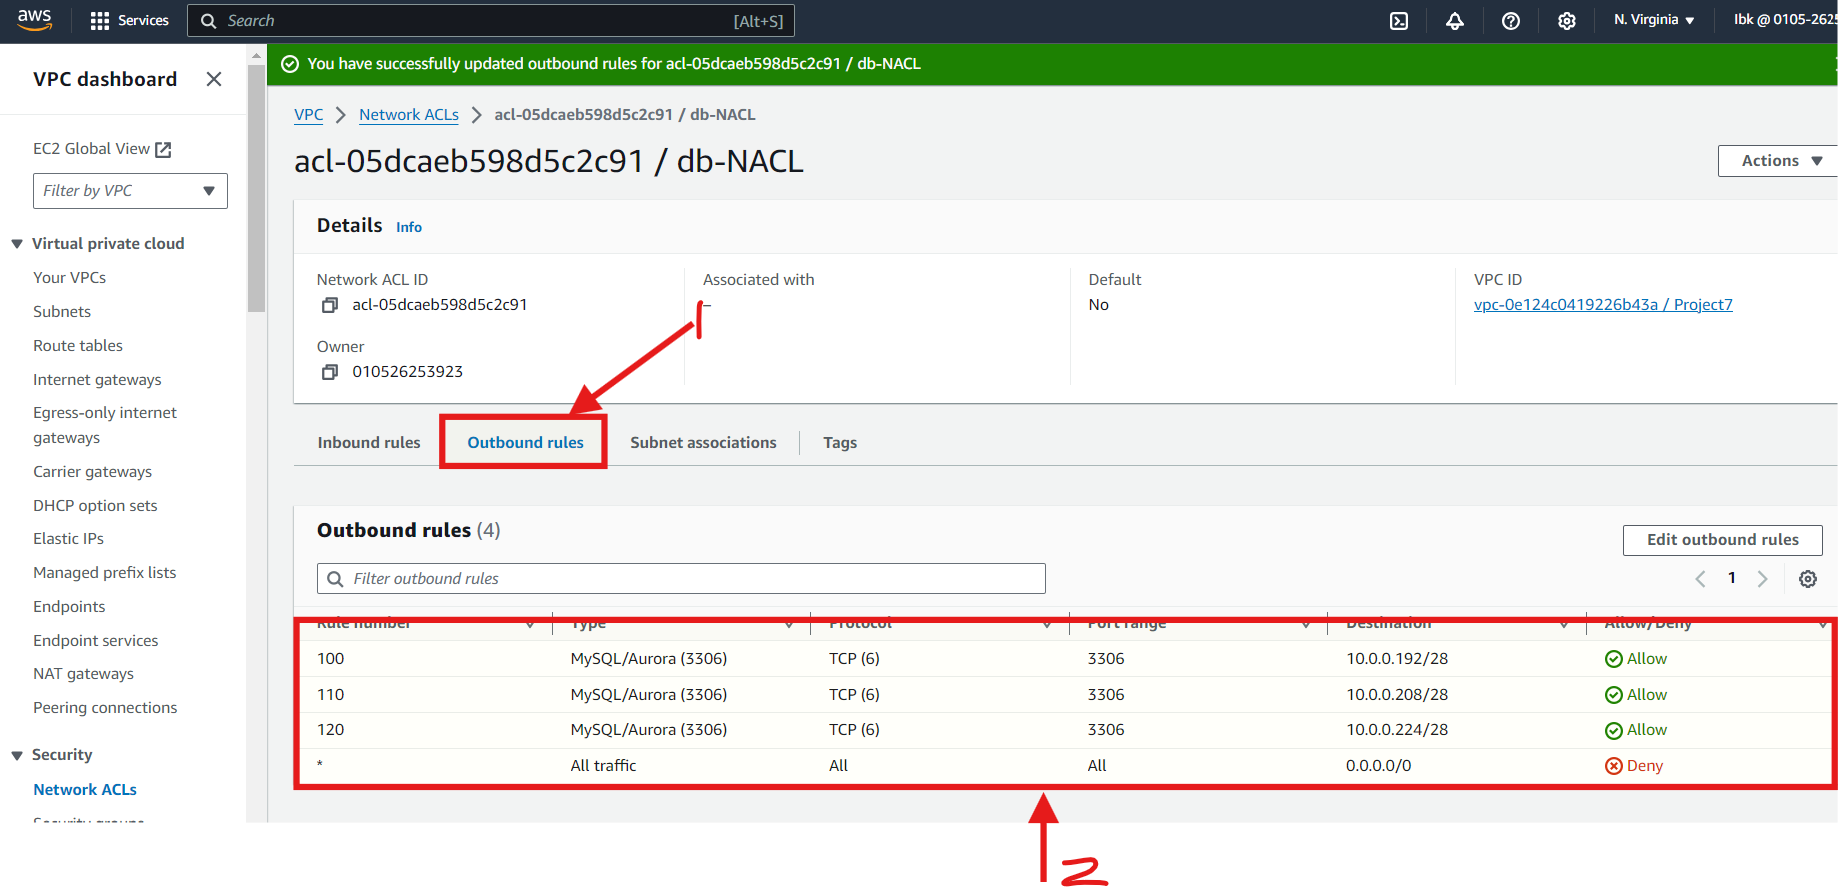 aws Services Search [Alt+S] N. Virginia Ibk @ 0105-2625
VPC dashboard
You have successfully updated outbound rules for acl-05dcaeb598d5c2c91 / db-NACL
EC2 Global View
Filter by VPC
Virtual private cloud
Your VPCs
Subnets
Route tables
Internet gateways
Egress-only internet
gateways
Carrier gateways
DHCP option sets
Elastic IPs
Managed prefix lists
Endpoints
Endpoint services
NAT gateways
Peering connections
Security
Network ACLs
Security groups
VPC > Network ACLs > acl-05dcaeb598d5c2c91 / db-NACL
acl-05dcaeb598d5c2c91 / db-NACL
Actions
Details Info
Network ACL ID
acl-05dcaeb598d5c2c91
Owner
010526253923
Associated with
–
Default
No
VPC ID
vpc-0e124c0419226b43a / Project7
1
Inbound rules Outbound rules Subnet associations Tags
Outbound rules (4)
Edit outbound rules
Filter outbound rules
1
Rule number Type Protocol Port range Destination Allow/Deny
100 MySQL/Aurora (3306) TCP (6) 3306 10.0.0.192/28 Allow
110 MySQL/Aurora (3306) TCP (6) 3306 10.0.0.208/28 Allow
120 MySQL/Aurora (3306) TCP (6) 3306 10.0.0.224/28 Allow
* All traffic All All 0.0.0.0/0 Deny
2